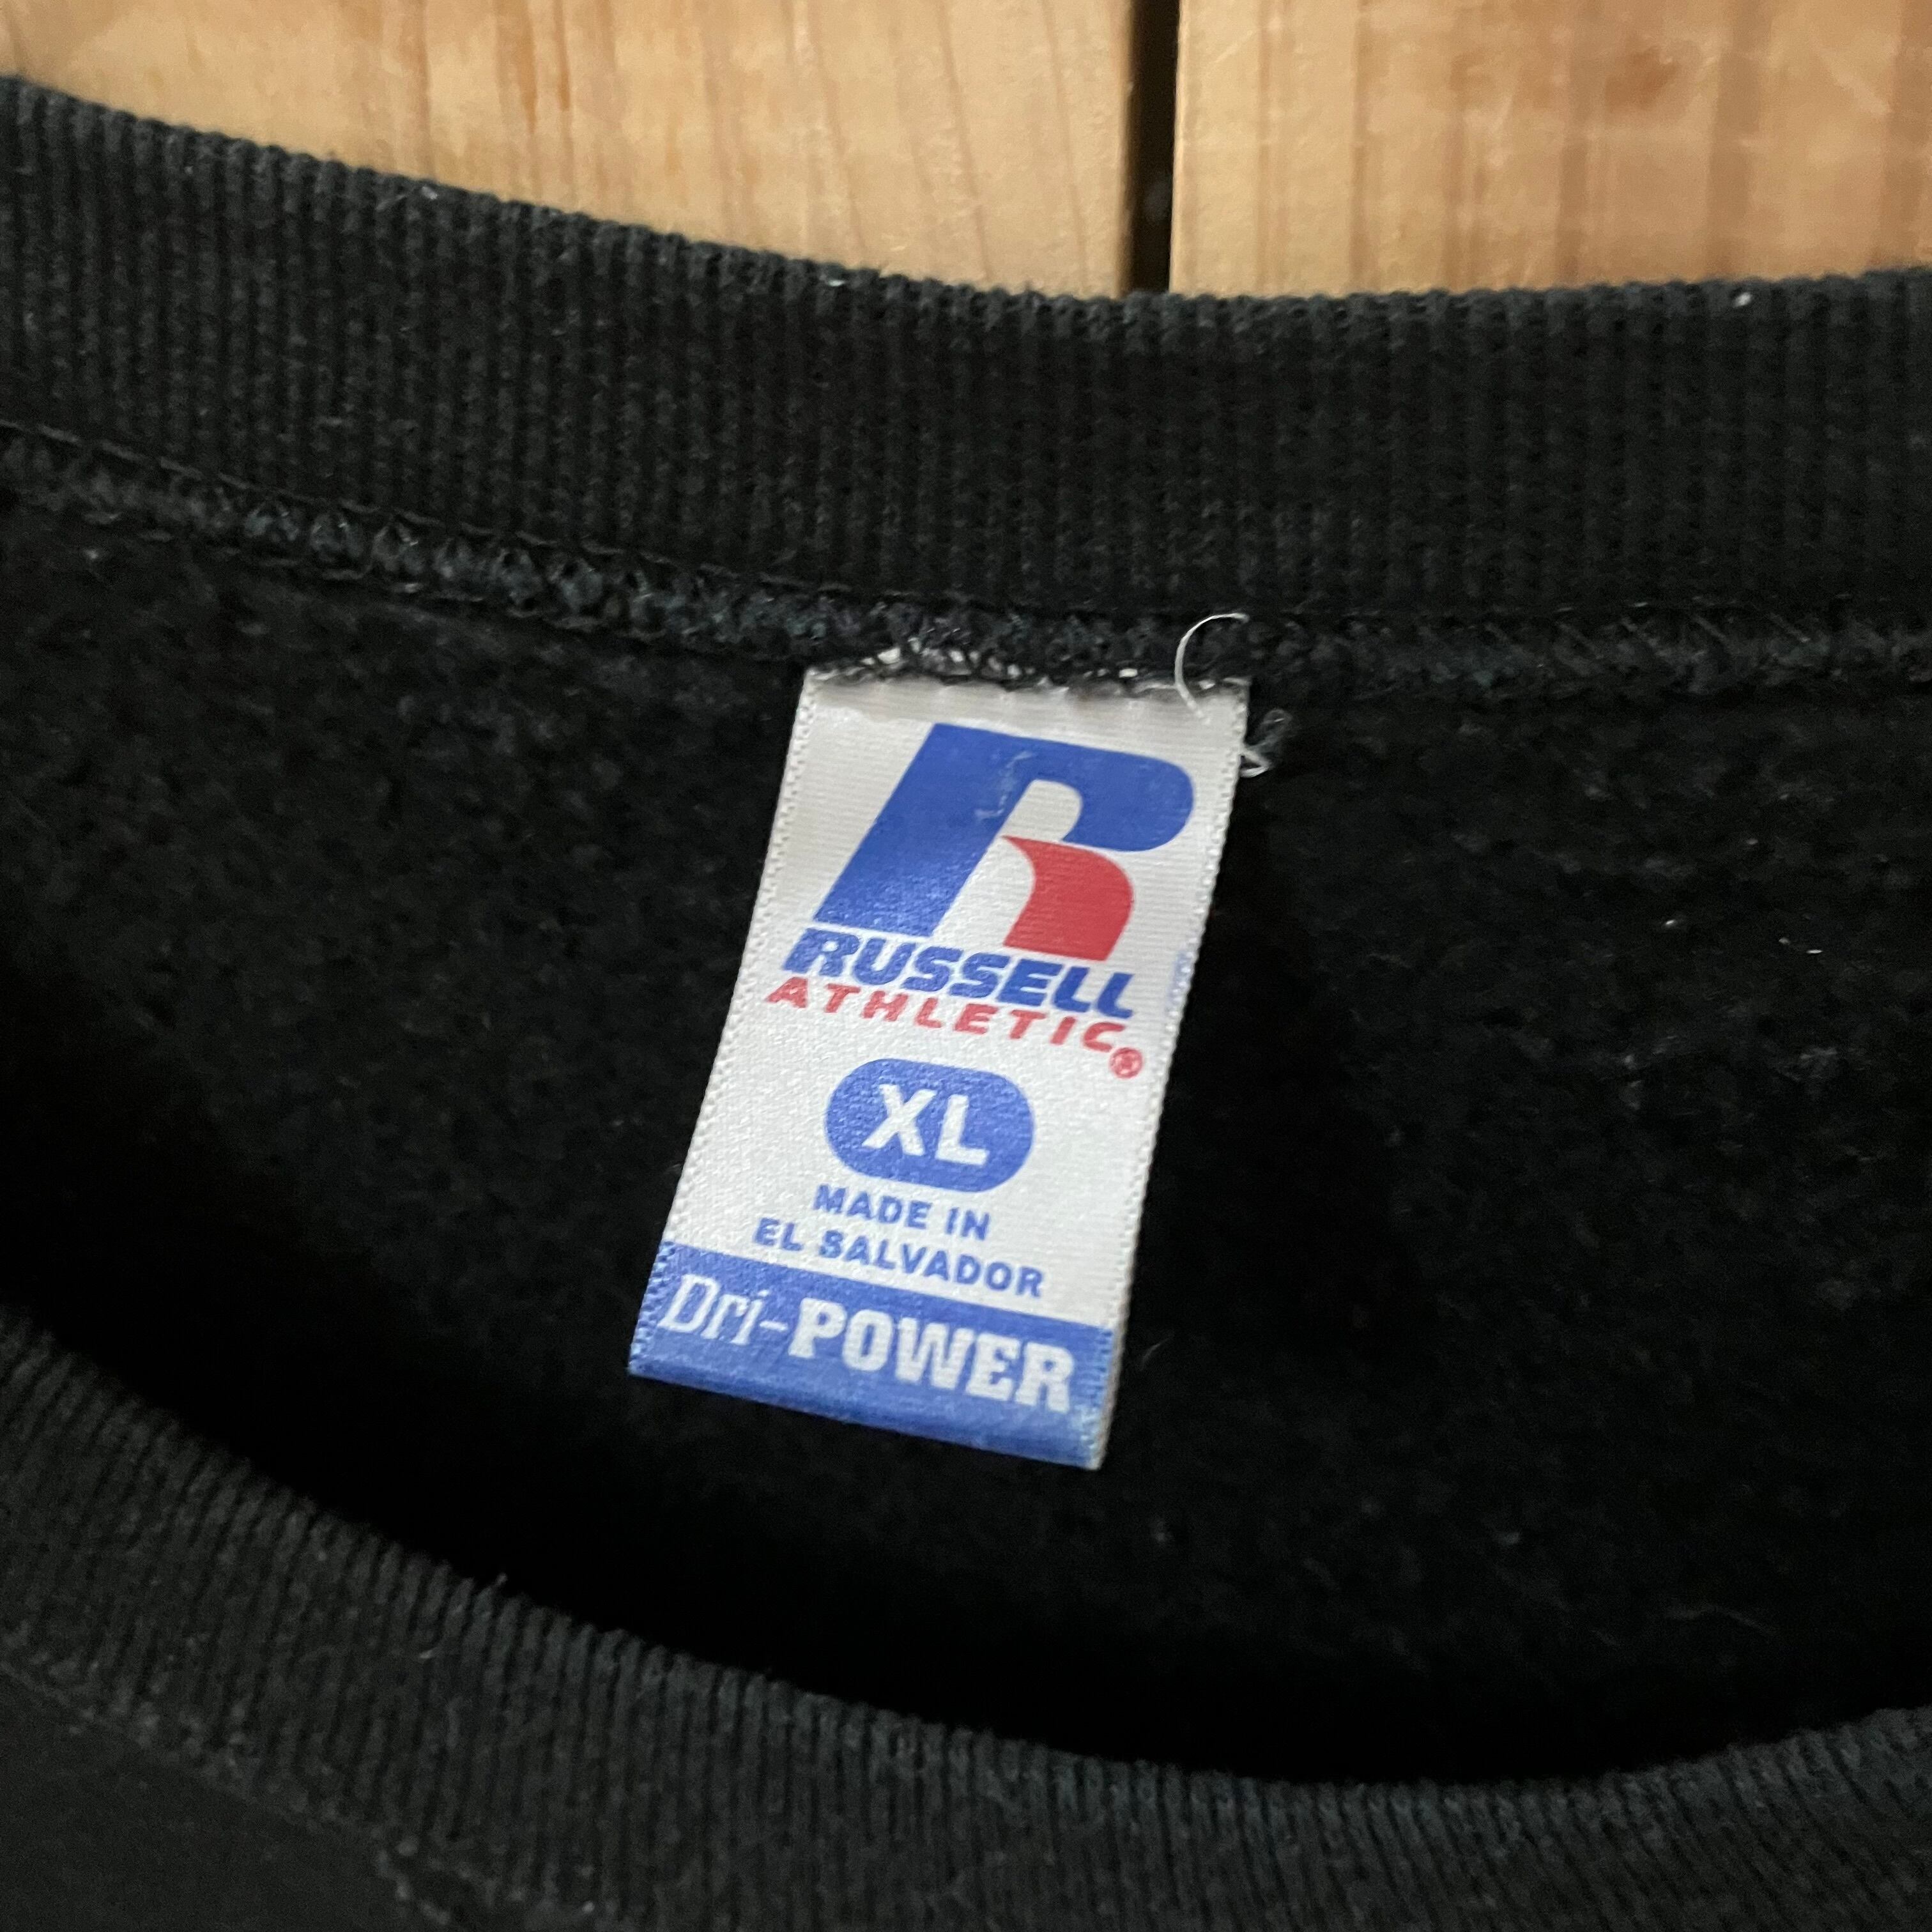 R
RUSSELL
ATHLETIC®
XL
MADE IN
EL SALVADOR
Dri-POWER